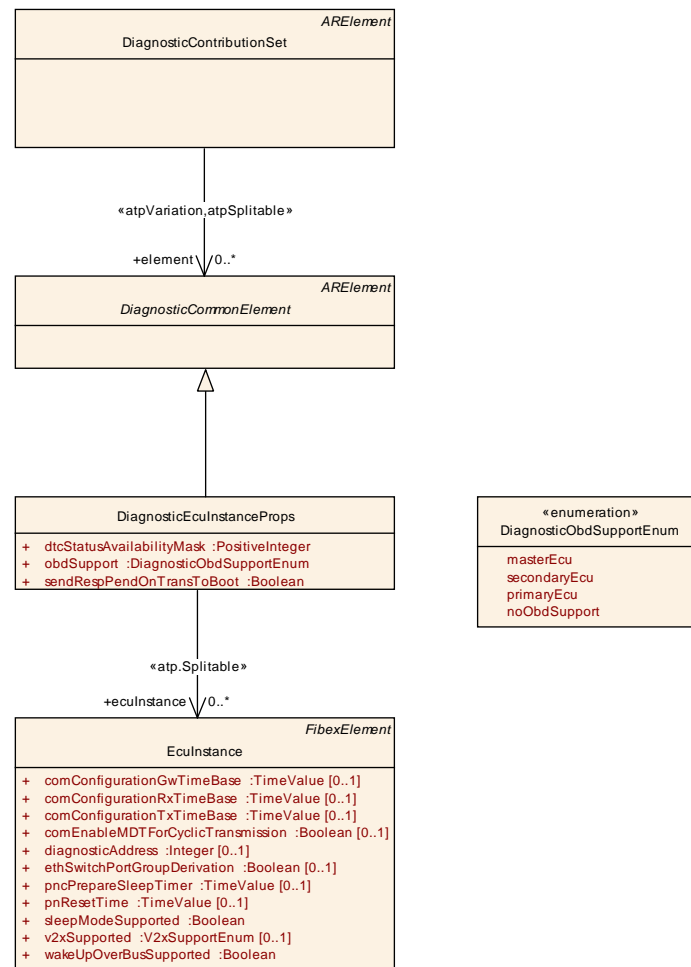 ARElement
DiagnosticContributionSet
«atpVariation,atpSplitable»
+element 0..*
ARElement
DiagnosticCommonElement
DiagnosticEcuInstanceProps
+ dtcStatusAvailabilityMask :PositiveInteger
+ obdSupport :DiagnosticObdSupportEnum
+ sendRespPendOnTransToBoot :Boolean
«enumeration»
DiagnosticObdSupportEnum
masterEcu
secondaryEcu
primaryEcu
noObdSupport
«atp.Splitable»
+ecuInstance 0..*
FibexElement
EcuInstance
+ comConfigurationGwTimeBase :TimeValue [0..1]
+ comConfigurationRxTimeBase :TimeValue [0..1]
+ comConfigurationTxTimeBase :TimeValue [0..1]
+ comEnableMDTForCyclicTransmission :Boolean [0..1]
+ diagnosticAddress :Integer [0..1]
+ ethSwitchPortGroupDerivation :Boolean [0..1]
+ pncPrepareSleepTimer :TimeValue [0..1]
+ pnResetTime :TimeValue [0..1]
+ sleepModeSupported :Boolean
+ v2xSupported :V2xSupportEnum [0..1]
+ wakeUpOverBusSupported :Boolean